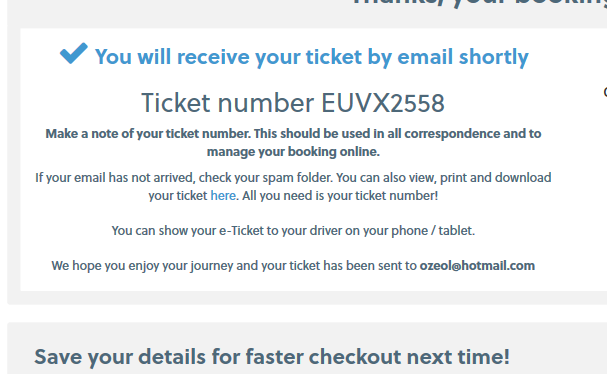 Thanks, your booking
You will receive your ticket by email shortly
Ticket number EUVX2558
Make a note of your ticket number. This should be used in all correspondence and to
manage your booking online.
If your email has not arrived, check your spam folder. You can also view, print and download
your ticket here. All you need is your ticket number!
You can show your e-Ticket to your driver on your phone / tablet.
We hope you enjoy your journey and your ticket has been sent to ozeol@hotmail.com
Save your details for faster checkout next time!